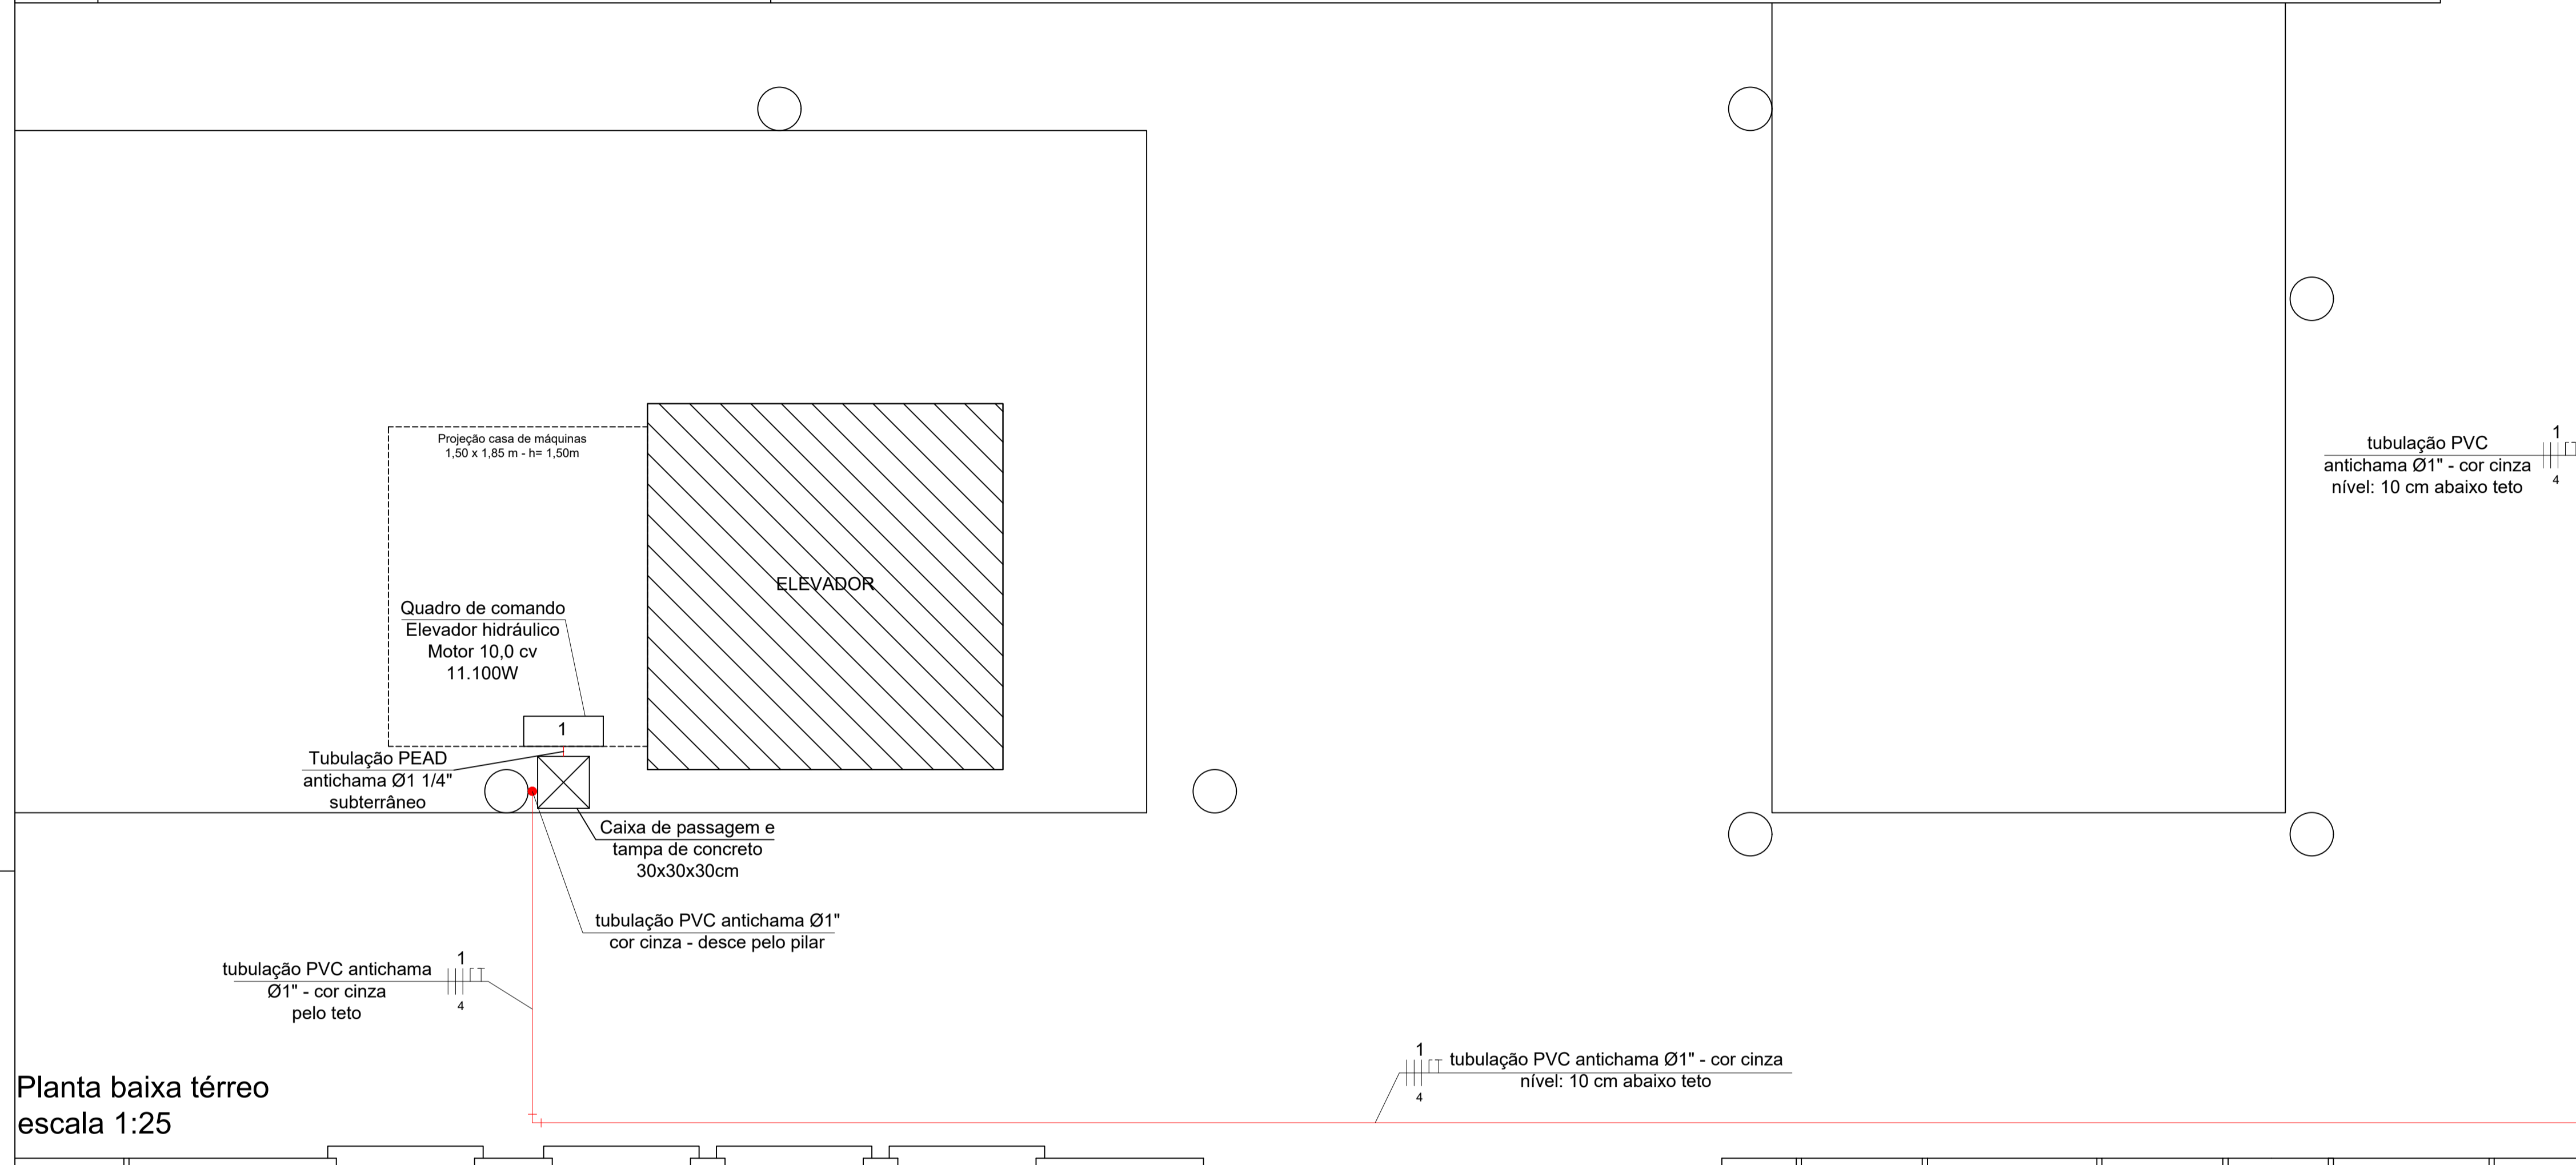 Projeção casa de máquinas
1,50 x 1,85 m - h= 1,50m
ELEVADOR
Quadro de comando
Elevador hidráulico
Motor 10,0 cv
11.100W
1
Tubulação PEAD
antichama Ø1 1/4"
subterrâneo
Caixa de passagem e
tampa de concreto
30x30x30cm
tubulação PVC antichama Ø1"
cor cinza - desce pelo pilar
1
tubulação PVC antichama
Ø1" - cor cinza
pelo teto
4
1
tubulação PVC antichama Ø1" - cor cinza
nível: 10 cm abaixo teto
4
1
tubulação PVC
antichama Ø1" - cor cinza
nível: 10 cm abaixo teto
4
Planta baixa térreo
escala 1:25